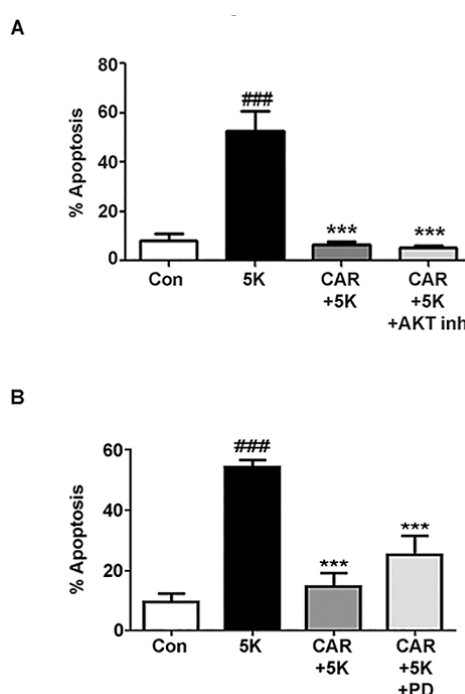 A
% Apoptosis
80
60
40
20
0
###
***
***
Con
5K
CAR
+5K
CAR
+5K
+AKT inh
B
% Apoptosis
60
40
20
0
###
***
***
Con
5K
CAR
+5K
CAR
+5K
+PD